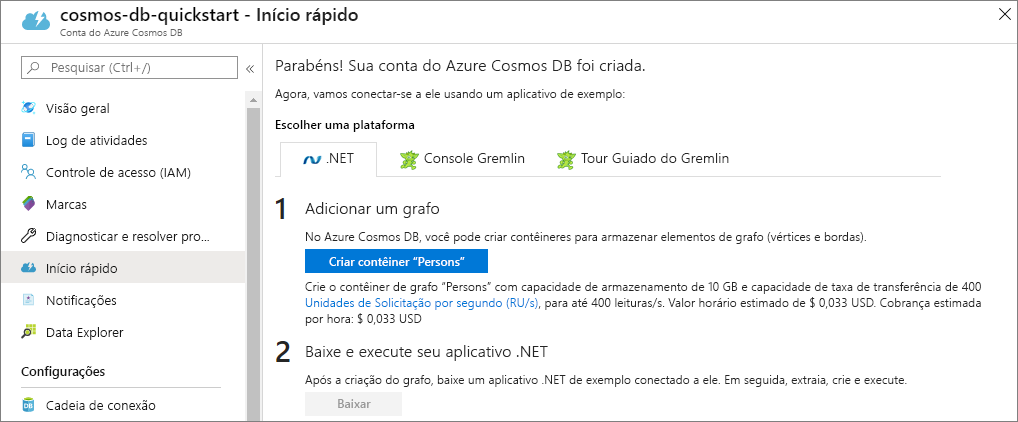 cosmos-db-quickstart - Início rápido
Conta do Azure Cosmos DB
Pesquisar (Ctrl+/)
Visão geral
Log de atividades
Controle de acesso (IAM)
Marcas
Diagnosticar e resolver pro...
Início rápido
Notificações
Data Explorer
Configurações
Cadeia de conexão
Parabéns! Sua conta do Azure Cosmos DB foi criada.
Agora, vamos conectar-se a ele usando um aplicativo de exemplo:
Escolher uma plataforma
.NET Console Gremlin Tour Guiado do Gremlin
1 Adicionar um grafo
No Azure Cosmos DB, você pode criar contêineres para armazenar elementos de grafo (vértices e bordas).
Criar contêiner “Persons”
Crie o contêiner de grafo “Persons” com capacidade de armazenamento de 10 GB e capacidade de taxa de transferência de 400
Unidades de Solicitação por segundo (RU/s), para até 400 leituras/s. Valor horário estimado de $ 0,033 USD. Cobrança estimada
por hora: $ 0,033 USD
2 Baixe e execute seu aplicativo .NET
Após a criação do grafo, baixe um aplicativo .NET de exemplo conectado a ele. Em seguida, extraia, crie e execute.
Baixar